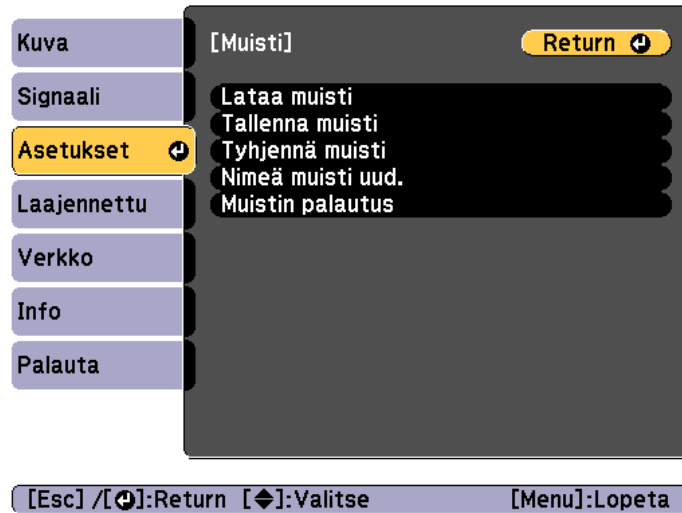 Kuva
Signaali
Asetukset
Laajennettu
Verkko
Info
Palauta
[Muisti]
Return
Lataa muisti
Tallenna muisti
Tyhjennä muisti
Nimeä muisti uud.
Muistin palautus
[Esc] /[⏎]:Return [◆]:Valitse [Menu]:Lopeta